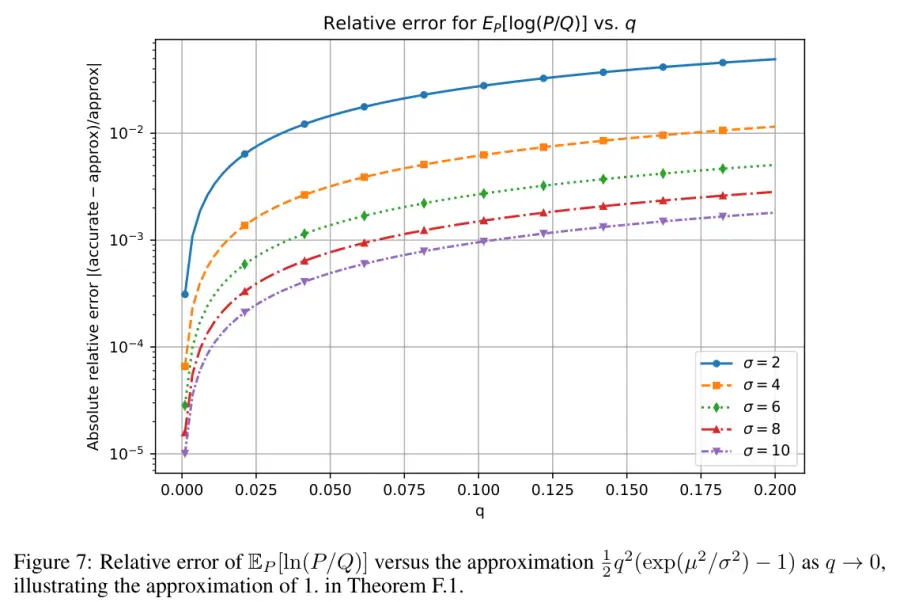 Relative error for E_P[log(P/Q)] vs. q
Absolute relative error |(accurate − approx)/approx|
10⁻²
10⁻³
10⁻⁴
10⁻⁵
σ = 2
σ = 4
σ = 6
σ = 8
σ = 10
0.000 0.025 0.050 0.075 0.100 0.125 0.150 0.175 0.200
q
Figure 7: Relative error of 𝔼_P[ln(P/Q)] versus the approximation ½q²(exp(μ²/σ²) − 1) as q → 0,
illustrating the approximation of 1. in Theorem F.1.